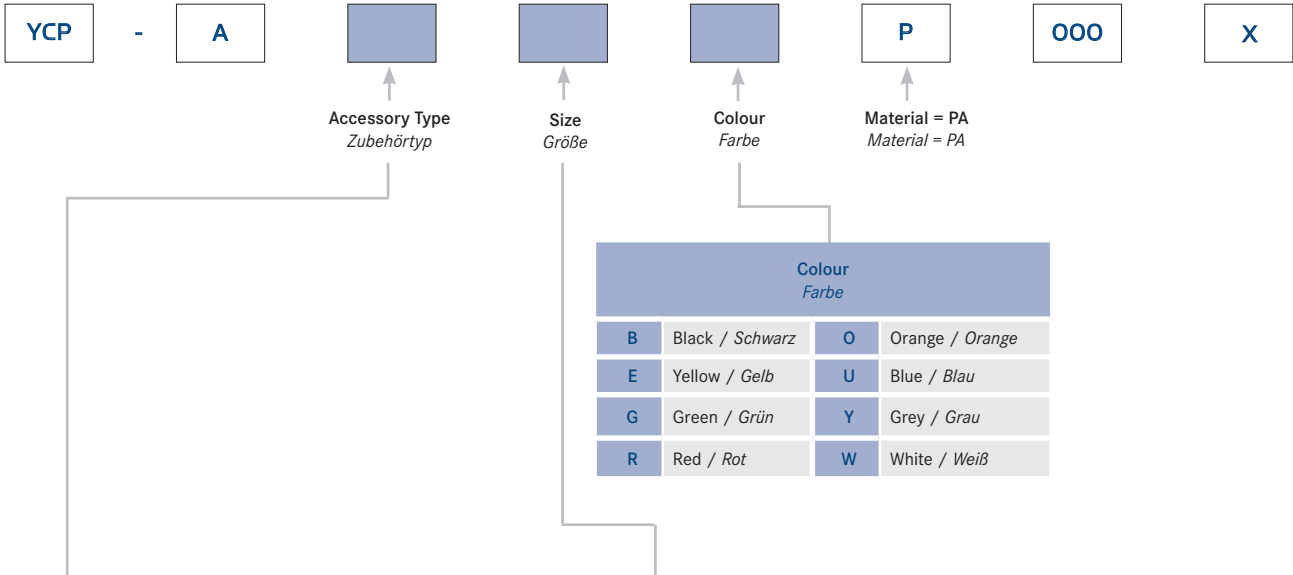 YCP - A P 000 X
Accessory Type Size Colour Material = PA
Zubehörtyp Größe Farbe Material = PA
Colour
Farbe
B Black / Schwarz O Orange / Orange
E Yellow / Gelb U Blue / Blau
G Green / Grün Y Grey / Grau
R Red / Rot W White / Weiß